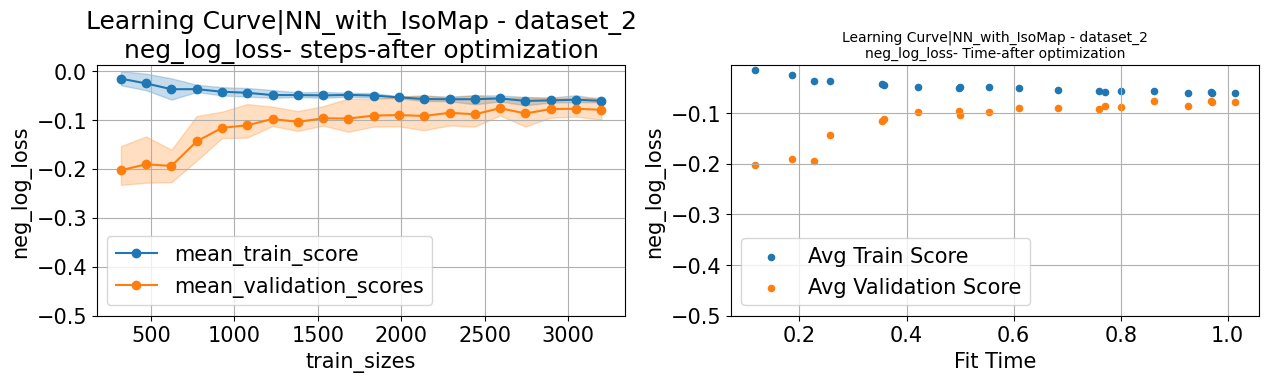 Learning Curve|NN_with_IsoMap - dataset_2
neg_log_loss- steps-after optimization
0.0
−0.1
−0.2
−0.3
−0.4
−0.5
neg_log_loss
mean_train_score
mean_validation_scores
500
1000
1500
2000
2500
3000
train_sizes
Learning Curve|NN_with_IsoMap - dataset_2
neg_log_loss- Time-after optimization
−0.1
−0.2
−0.3
−0.4
−0.5
neg_log_loss
Avg Train Score
Avg Validation Score
0.2
0.4
0.6
0.8
1.0
Fit Time